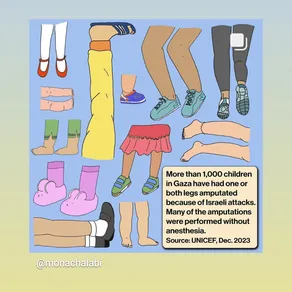 More than 1,000 children
in Gaza have had one or
both legs amputated
because of Israeli attacks.
Many of the amputations
were performed without
anesthesia.
Source: UNICEF, Dec. 2023
@monachalabi